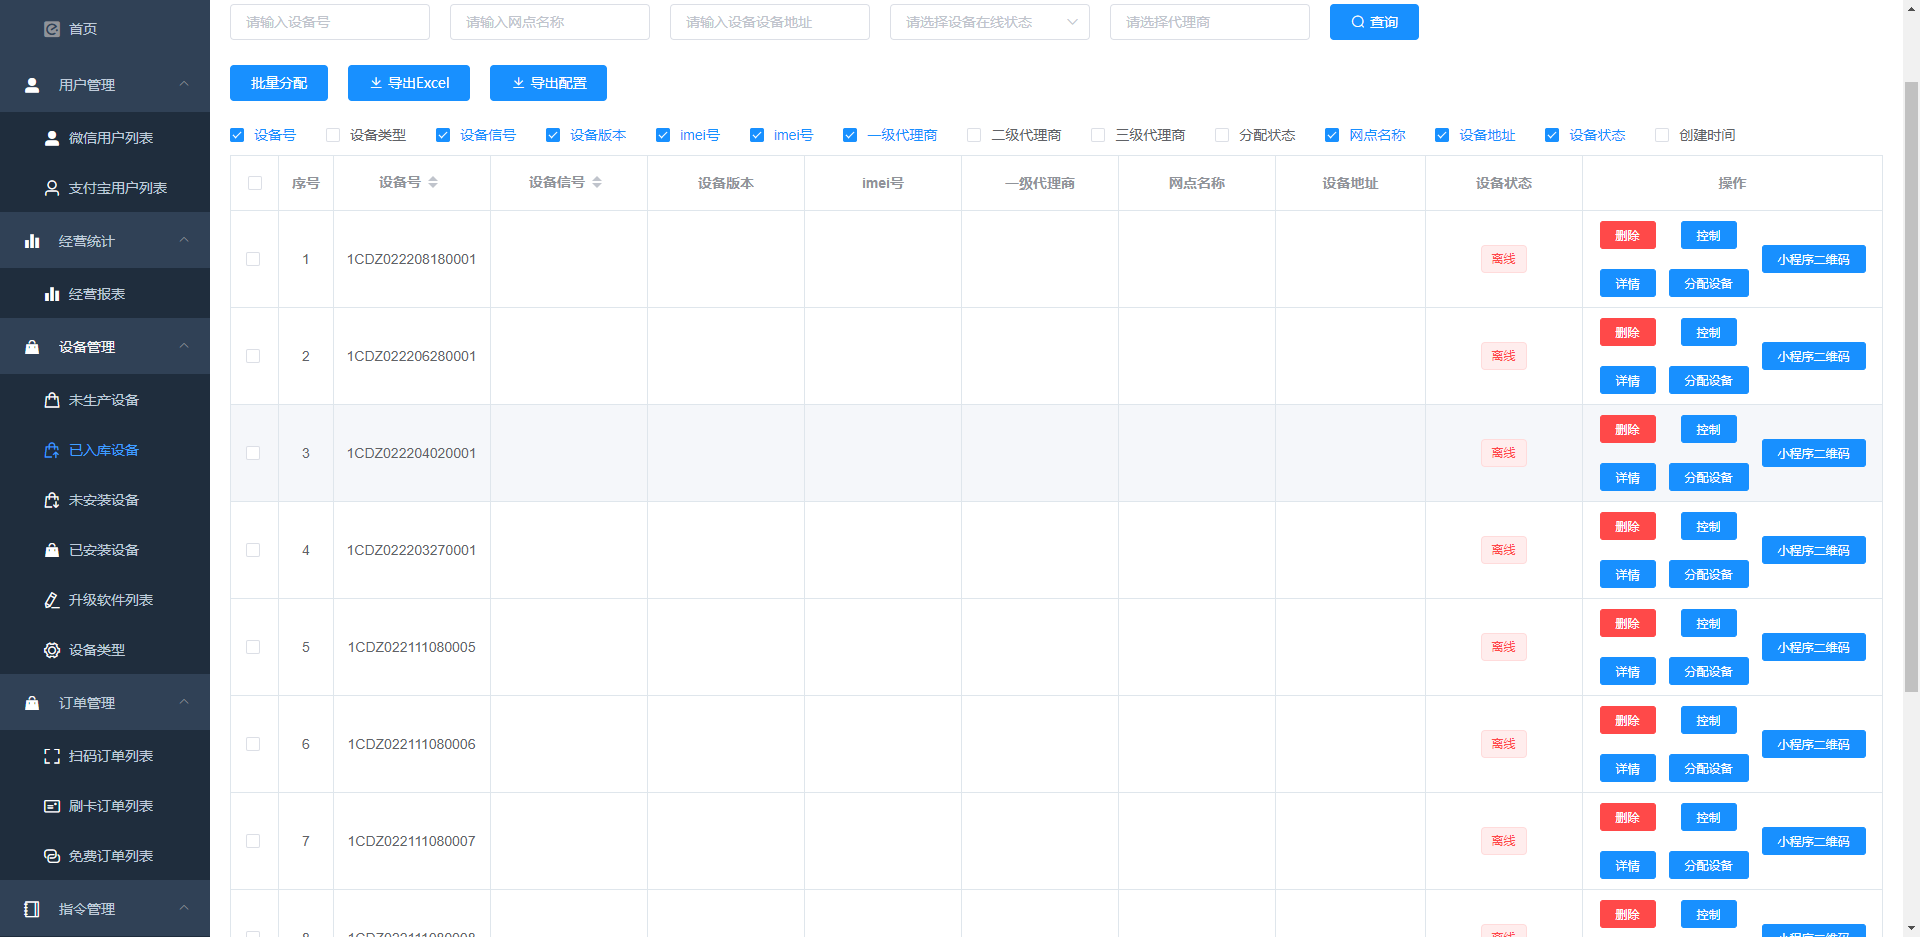 首页
用户管理
微信用户列表
支付宝用户列表
经营统计
经营报表
设备管理
未生产设备
已入库设备
未安装设备
已安装设备
升级软件列表
设备类型
订单管理
扫码订单列表
刷卡订单列表
免费订单列表
指令管理
请输入设备号 请输入网点名称 请输入设备设备地址 请选择设备在线状态 请选择代理商 查询
批量分配 导出Excel 导出配置
设备号 设备类型 设备信号 设备版本 imei号 imei号 一级代理商 二级代理商 三级代理商 分配状态 网点名称 设备地址 设备状态 创建时间
序号 设备号 设备信号 设备版本 imei号 一级代理商 网点名称 设备地址 设备状态 操作
1 1CDZ022208180001 离线 删除 控制 小程序二维码
详情 分配设备
2 1CDZ022206280001 离线 删除 控制 小程序二维码
详情 分配设备
3 1CDZ022204020001 离线 删除 控制 小程序二维码
详情 分配设备
4 1CDZ022203270001 离线 删除 控制 小程序二维码
详情 分配设备
5 1CDZ022111080005 离线 删除 控制 小程序二维码
详情 分配设备
6 1CDZ022111080006 离线 删除 控制 小程序二维码
详情 分配设备
7 1CDZ022111080007 离线 删除 控制 小程序二维码
详情 分配设备
8 1CDZ022111080008 离线 删除 控制 小程序二维码